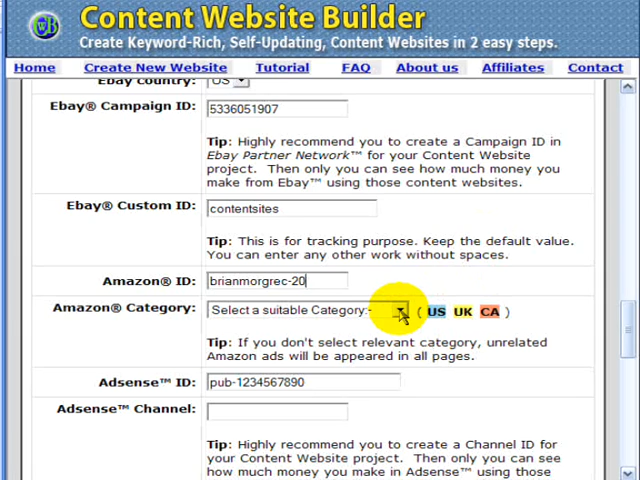 Content Website Builder
Create Keyword-Rich, Self-Updating, Content Websites in 2 easy steps.
Home Create New Website Tutorial FAQ About us Affiliates Contact
Ebay country: US
Ebay® Campaign ID: 5336051907
Tip: Highly recommend you to create a Campaign ID in
Ebay Partner Network™ for your Content Website
project. Then only you can see how much money you
make from Ebay™ using those content websites.
Ebay® Custom ID: contentsites
Tip: This is for tracking purpose. Keep the default value.
You can enter any other work without spaces.
Amazon® ID: brianmorgrec-20
Amazon® Category: Select a suitable Category:- ( US UK CA )
Tip: If you don't select relevant category, unrelated
Amazon ads will be appeared in all pages.
Adsense™ ID: pub-1234567890
Adsense™ Channel:
Tip: Highly recommend you to create a Channel ID for
your Content Website project. Then only you can see
how much money you make in Adsense™ using those